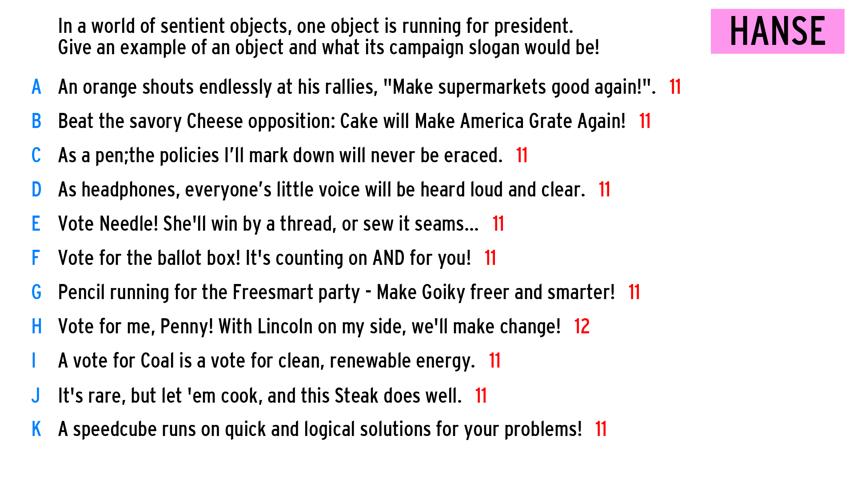 In a world of sentient objects, one object is running for president.
Give an example of an object and what its campaign slogan would be!
HANSE
A An orange shouts endlessly at his rallies, "Make supermarkets good again!". 11
B Beat the savory Cheese opposition: Cake will Make America Grate Again! 11
C As a pen;the policies I'll mark down will never be eraced. 11
D As headphones, everyone's little voice will be heard loud and clear. 11
E Vote Needle! She'll win by a thread, or sew it seams... 11
F Vote for the ballot box! It's counting on AND for you! 11
G Pencil running for the Freesmart party - Make Goiky freer and smarter! 11
H Vote for me, Penny! With Lincoln on my side, we'll make change! 12
I A vote for Coal is a vote for clean, renewable energy. 11
J It's rare, but let 'em cook, and this Steak does well. 11
K A speedcube runs on quick and logical solutions for your problems! 11